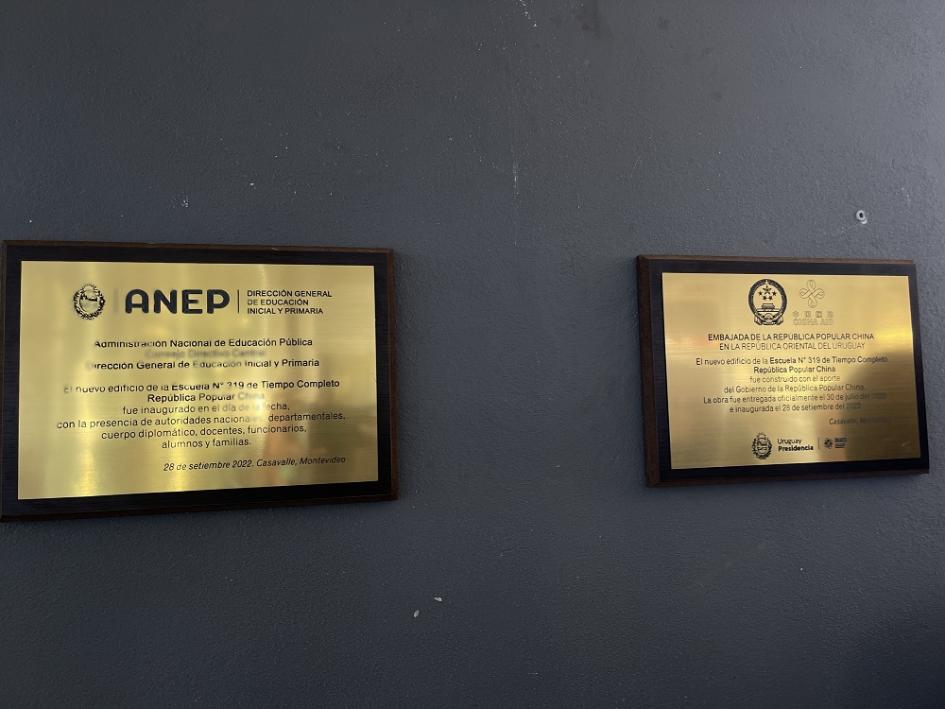 ANEP
DIRECCIÓN GENERAL
DE EDUCACIÓN
INICIAL Y PRIMARIA
Administración Nacional de Educación Pública
Consejo Directivo Central
Dirección General de Educación Inicial y Primaria
El nuevo edificio de la Escuela N° 319 de Tiempo Completo
República Popular China
fue inaugurado en el día de la fecha,
con la presencia de autoridades nacionales, departamentales,
cuerpo diplomático, docentes, funcionarios,
alumnos y familias.
28 de setiembre 2022. Casavalle, Montevideo
CHINA AID
EMBAJADA DE LA REPÚBLICA POPULAR CHINA
EN LA REPÚBLICA ORIENTAL DEL URUGUAY
El nuevo edificio de la Escuela N° 319 de Tiempo Completo
República Popular China
fue construido con el aporte
del Gobierno de la República Popular China.
La obra fue entregada oficialmente el 30 de julio del
e inaugurada el 28 de setiembre del
Casavalle,
Uruguay
Presidencia